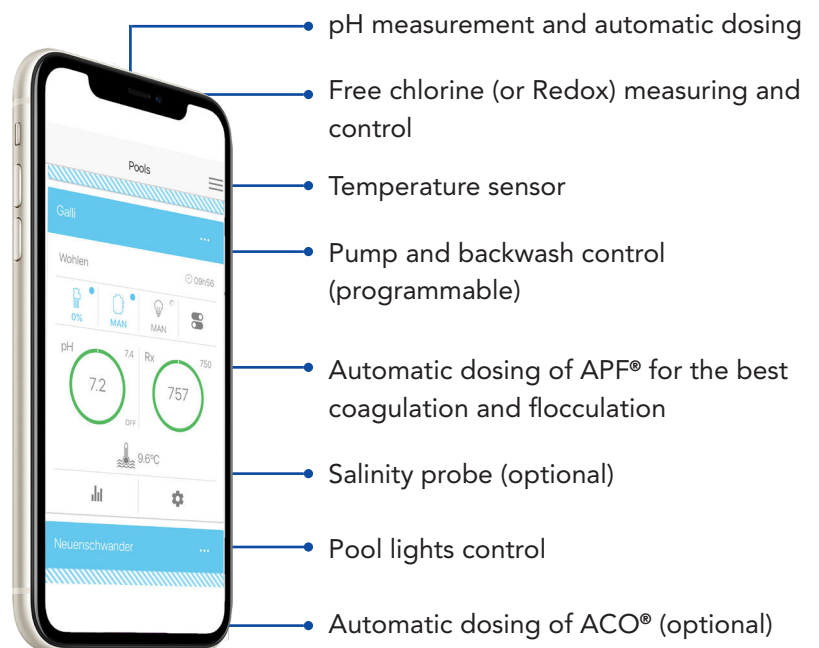 pH measurement and automatic dosing
Free chlorine (or Redox) measuring and
control
Temperature sensor
Pump and backwash control
(programmable)
Automatic dosing of APF® for the best
coagulation and flocculation
Salinity probe (optional)
Pool lights control
Automatic dosing of ACO® (optional)
Pools
Galli
...
Wohlen
09h56
0%
MAN
MAN
pH
7.4
Rx
750
7.2
757
OFF
9.6°C
Neuenschwander
...